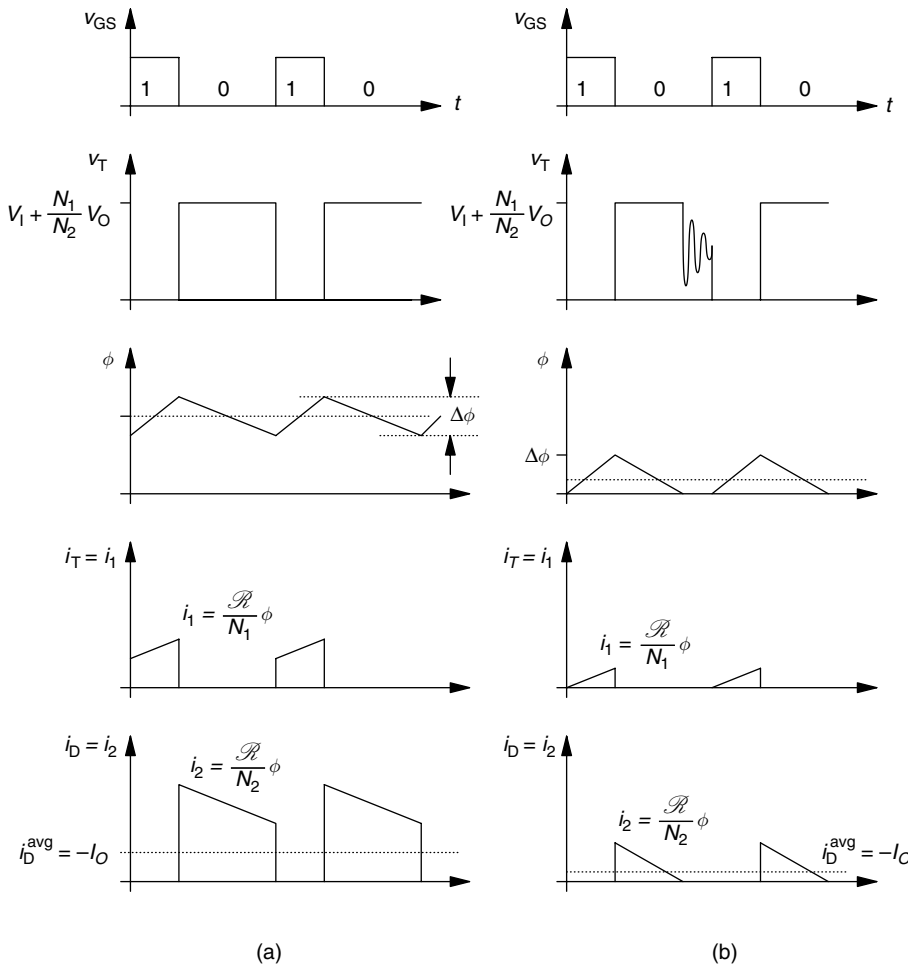 v_GS
1 0 1 0
t
v_T
V_I + N_1/N_2 V_O
ϕ
Δϕ
i_T = i_1
i_1 = ℛ/N_1 ϕ
i_D = i_2
i_2 = ℛ/N_2 ϕ
i_D^avg = –I_O
(a)
v_GS
1 0 1 0
t
v_T
V_I + N_1/N_2 V_O
ϕ
Δϕ
i_T = i_1
i_1 = ℛ/N_1 ϕ
i_D = i_2
i_2 = ℛ/N_2 ϕ
i_D^avg = –I_O
(b)